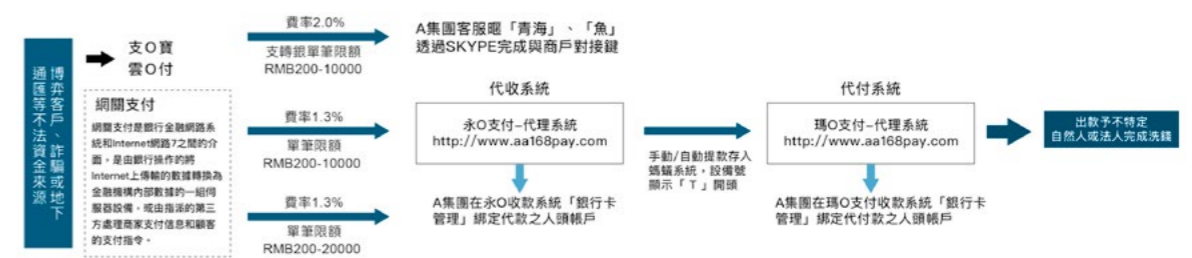 博弈客戶、詐騙或地下
通匯等不法資金來源
支O寶
雲O付
網關支付
網關支付是銀行金融網路系
統和Internet網路7之間的介
面，是由銀行操作的將
Internet上傳輸的數據轉換為
金融機構內部數據的一組伺
服器設備，或由指派的第三
方處理商家支付信息和顧客
的支付指令。
費率2.0%
支轉銀單筆限額
RMB200-10000
費率1.3%
單筆限額
RMB200-10000
費率1.3%
單筆限額
RMB200-20000
A集團客服暱「青海」、「魚」
透過SKYPE完成與商戶對接鍵
代收系統
永O支付-代理系統
http://www.aa168pay.com
A集團在永O收款系統「銀行卡
管理」綁定代款之人頭帳戶
手動/自動提款存入
螞蟻系統，設備號
顯示「T」開頭
代付系統
瑪O支付-代理系統
http://www.aa168pay.com
A集團在瑪O支付收款系統「銀行卡
管理」綁定代付款之人頭帳戶
出款予不特定
自然人或法人完成洗錢